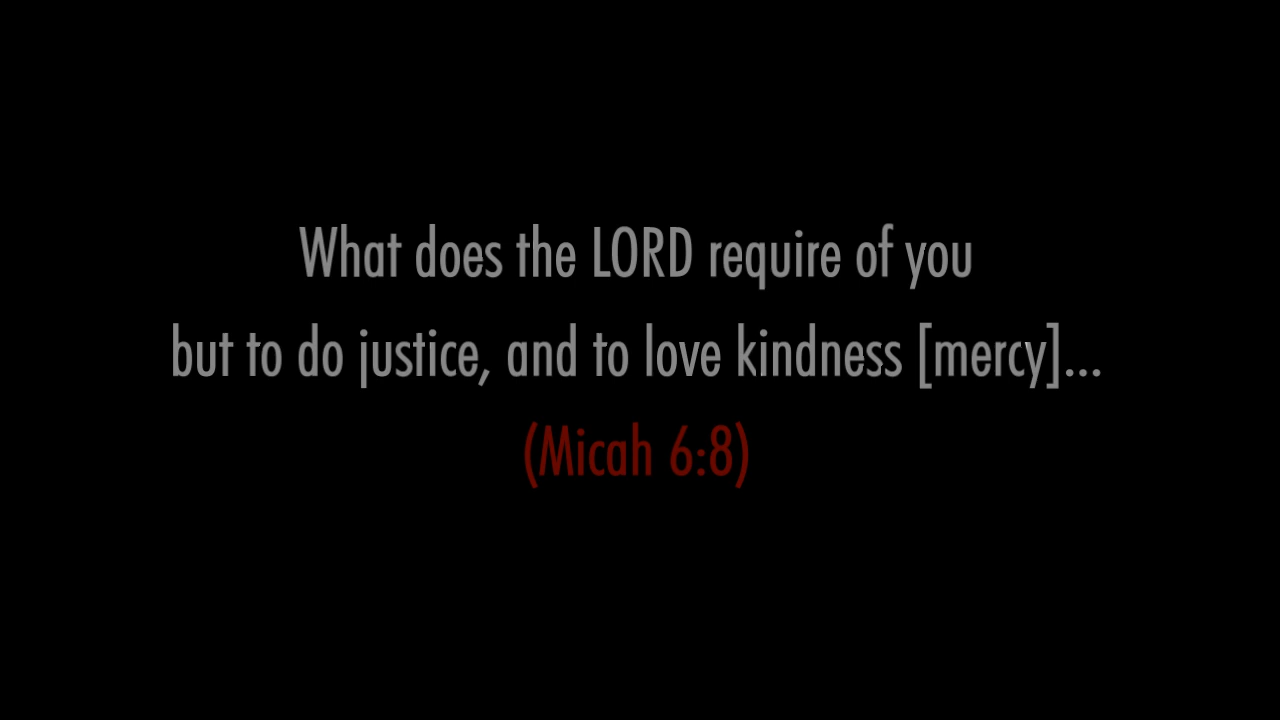 What does the LORD require of you
but to do justice, and to love kindness [mercy]...
(Micah 6:8)